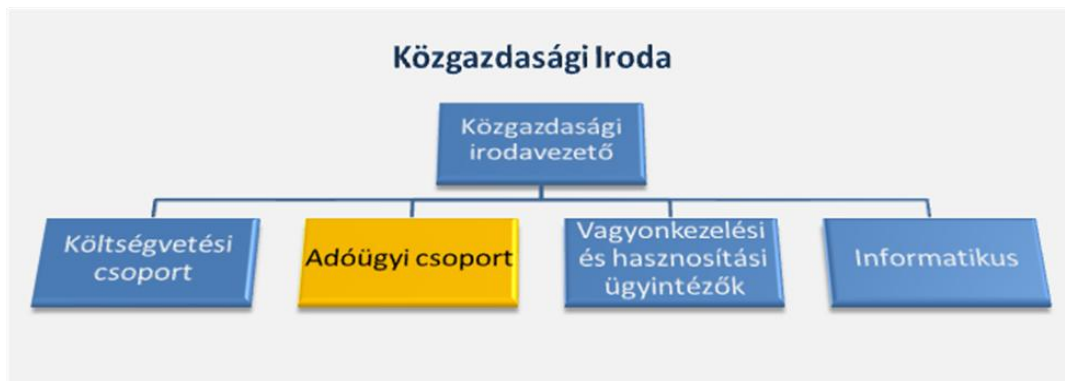 Közgazdasági Iroda
Közgazdasági
irodavezető
Költségvetési
csoport
Adóügyi csoport
Vagyonkezelési
és hasznosítási
ügyintézők
Informatikus